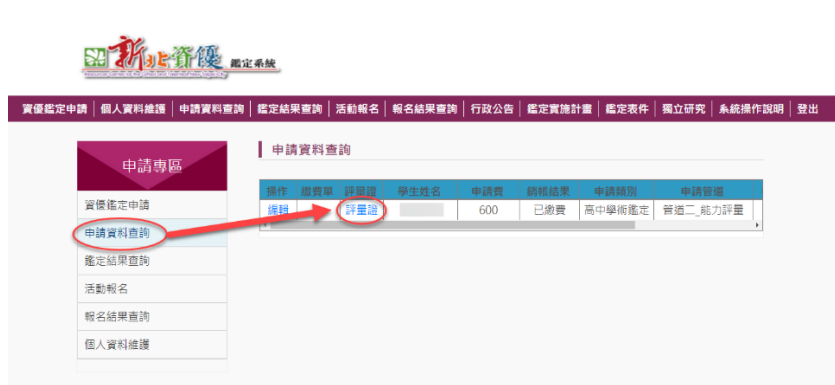 新北資優 鑑定系統
資優鑑定申請 | 個人資料維護 | 申請資料查詢 | 鑑定結果查詢 | 活動報名 | 報名結果查詢 | 行政公告 | 鑑定實施計畫 | 鑑定表件 | 獨立研究 | 系統操作說明 | 登出
申請專區
資優鑑定申請
申請資料查詢
鑑定結果查詢
活動報名
報名結果查詢
個人資料維護
申請資料查詢
操作 繳費單 評量證 學生姓名 申請費 銷帳結果 申請類別 申請管道
編輯 評量證 600 已繳費 高中學術鑑定 管道二_能力評量